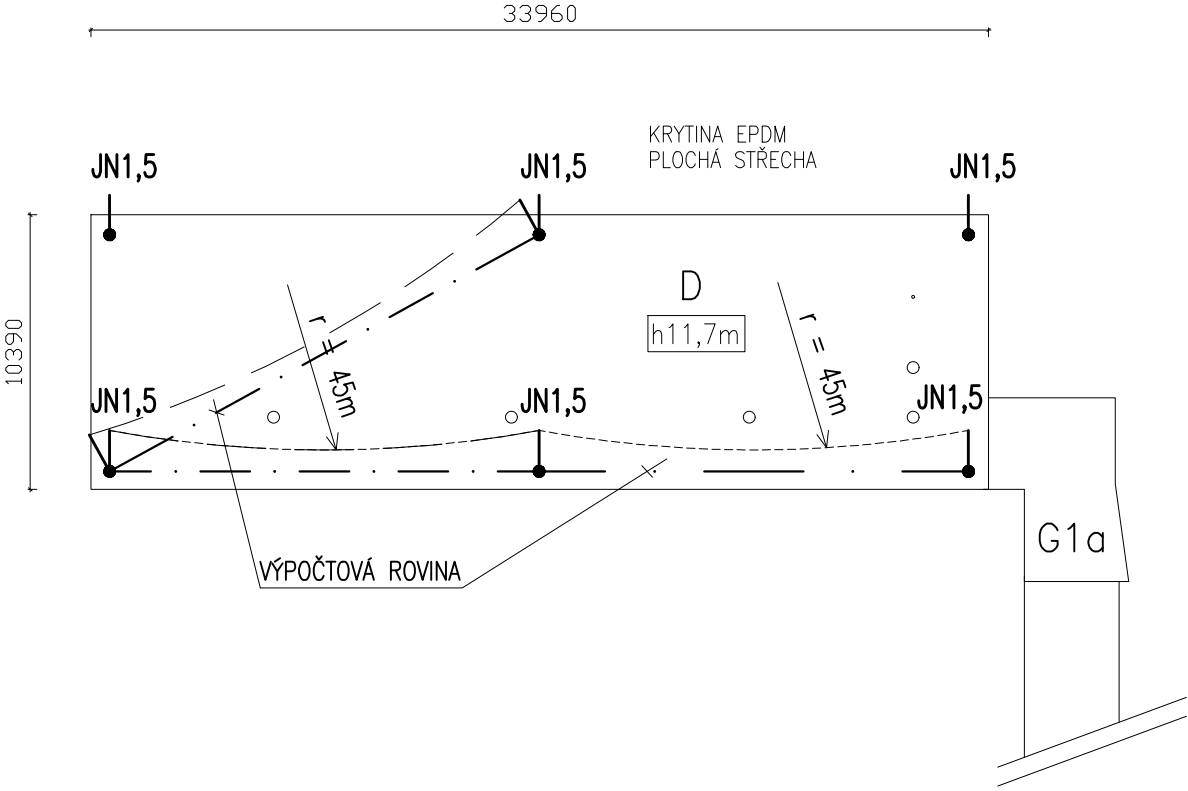 33960
KRYTINA EPDM
PLOCHÁ STŘECHA
JN1,5
JN1,5
JN1,5
D
h11,7m
10390
r = 45m
r = 45m
JN1,5
JN1,5
JN1,5
G1a
VÝPOČTOVÁ ROVINA